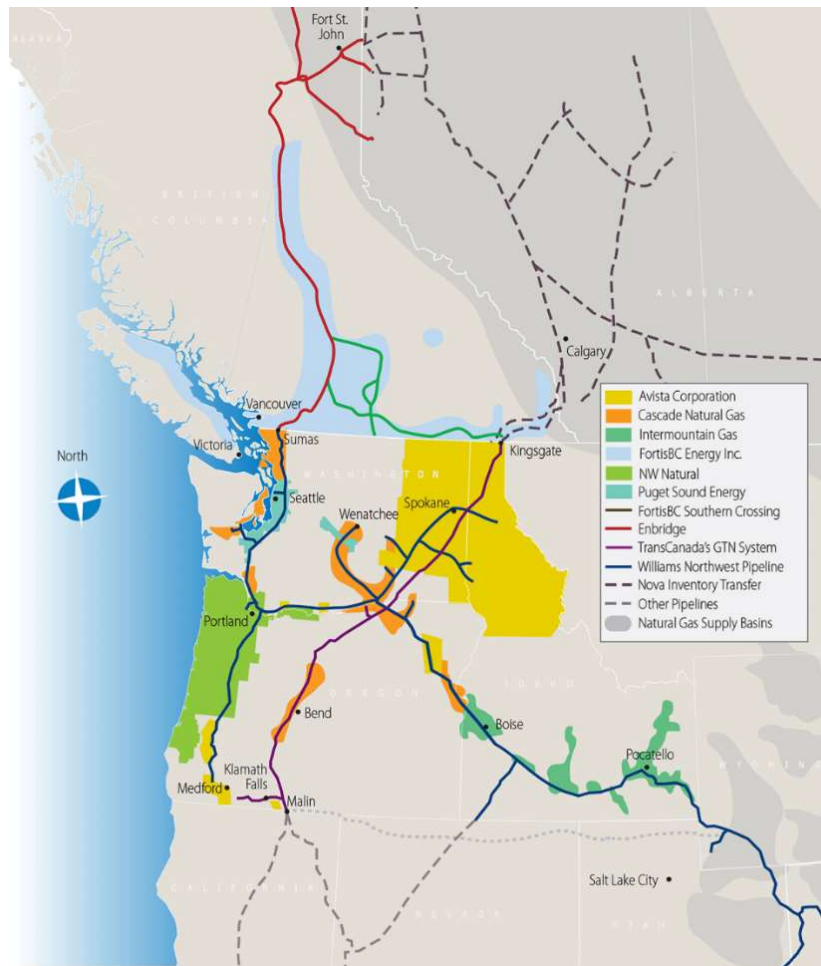 ALASKA
Fort St.
John
BRITISH
COLUMBIA
ALBERTA
Calgary
Vancouver
Victoria
Sumas
Kingsgate
North
WASHINGTON
Seattle
Wenatchee
Spokane
Portland
OREGON
IDAHO
Bend
Boise
Pocatello
WYOMING
Klamath
Falls
Medford
Malin
CALIFORNIA
NEVADA
UTAH
Salt Lake City
Avista Corporation
Cascade Natural Gas
Intermountain Gas
FortisBC Energy Inc.
NW Natural
Puget Sound Energy
FortisBC Southern Crossing
Enbridge
TransCanada's GTN System
Williams Northwest Pipeline
Nova Inventory Transfer
Other Pipelines
Natural Gas Supply Basins